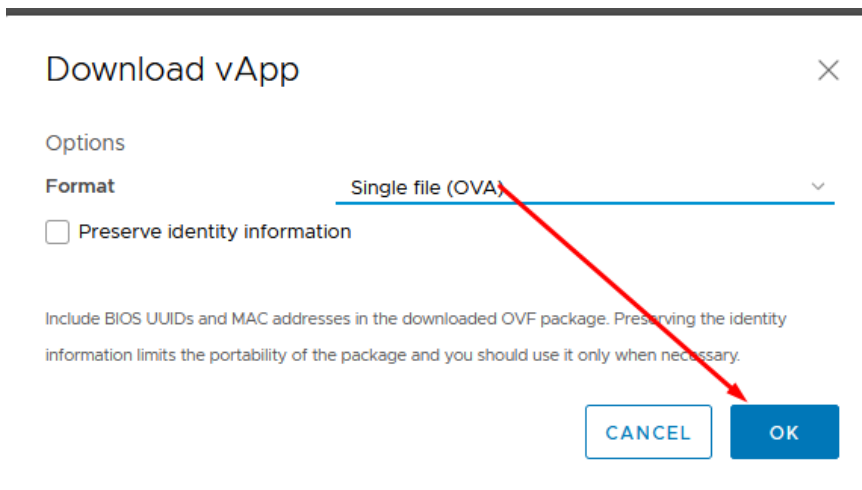 Download vApp
Options
Format Single file (OVA)
Preserve identity information
Include BIOS UUIDs and MAC addresses in the downloaded OVF package. Preserving the identity
information limits the portability of the package and you should use it only when necessary.
CANCEL OK